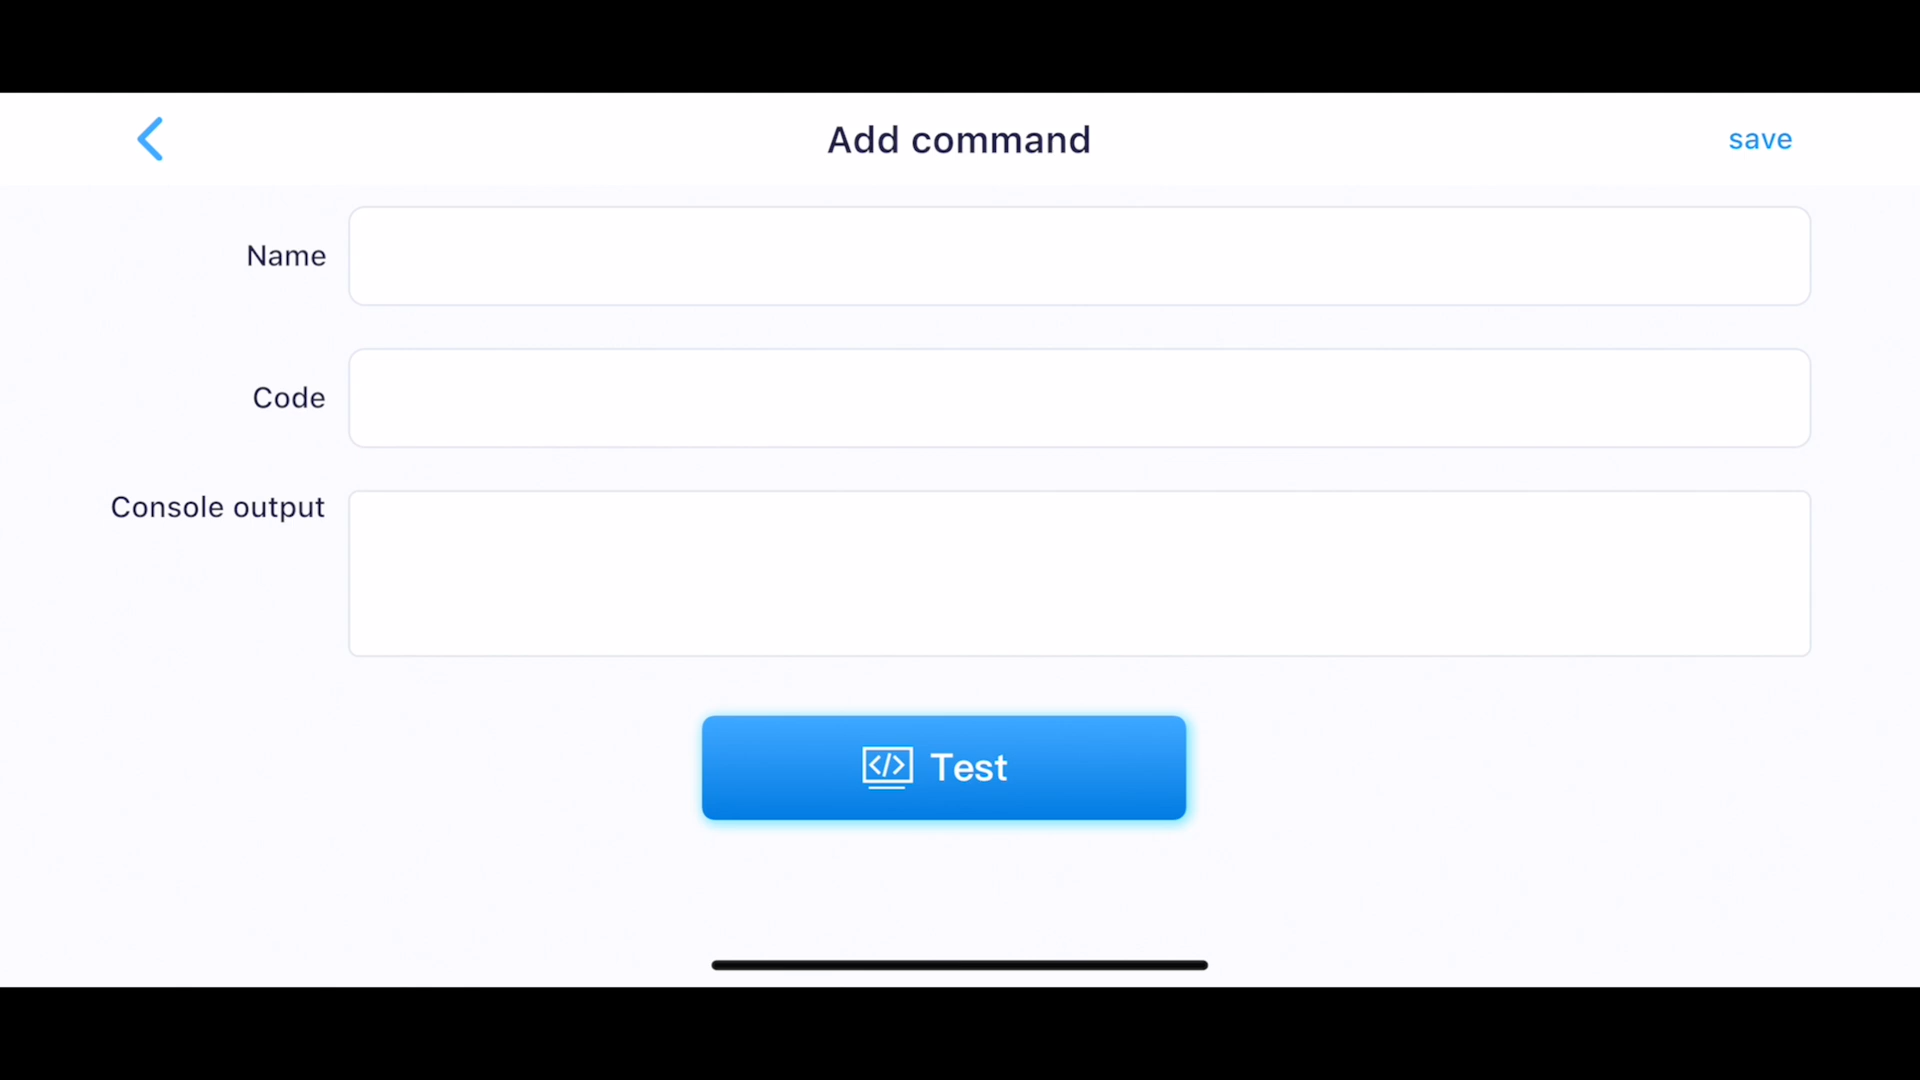 Add command
save
Name
Code
Console output
</> Test